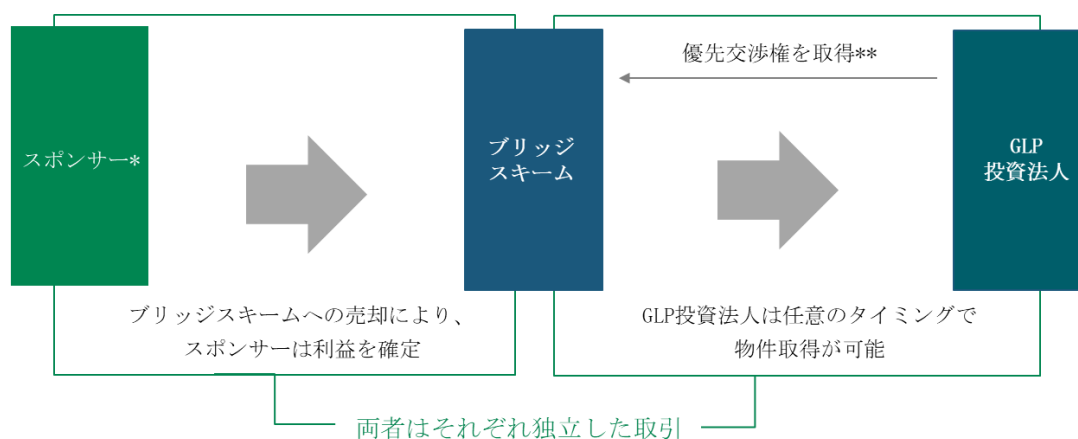 優先交渉権を取得**
スポンサー*
ブリッジ
スキーム
GLP
投資法人
ブリッジスキームへの売却により、
スポンサーは利益を確定
GLP投資法人は任意のタイミングで
物件取得が可能
両者はそれぞれ独立した取引